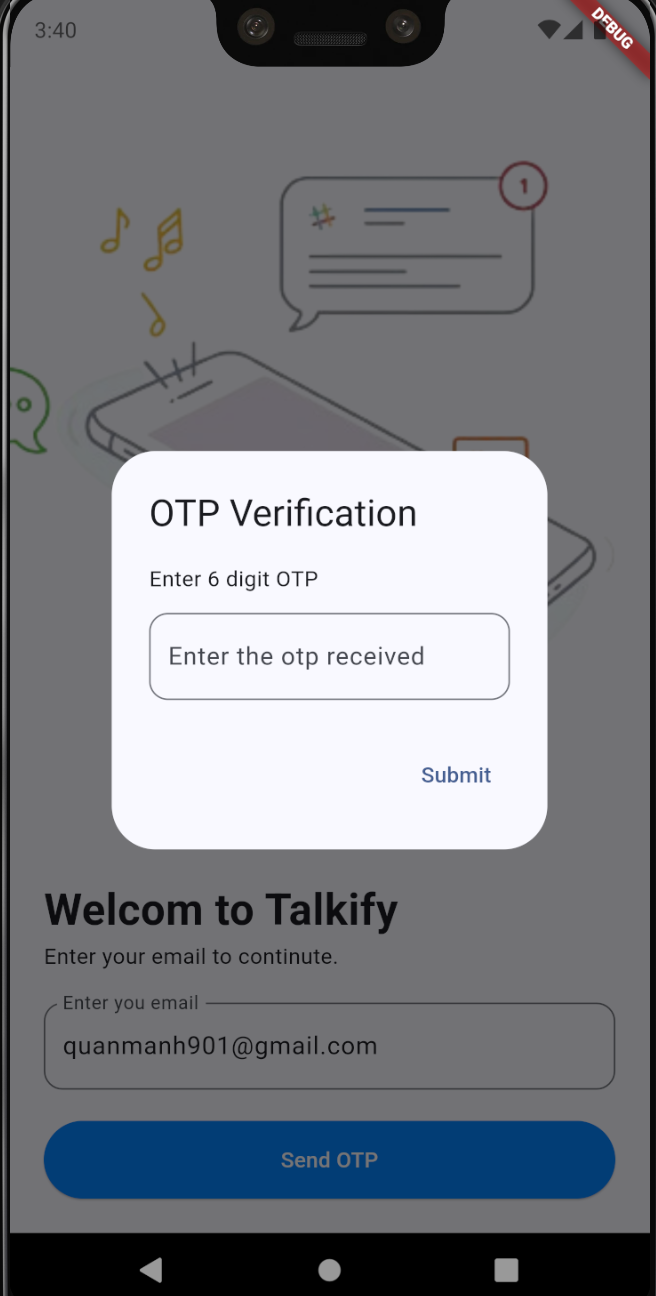 3:40
DEBUG
1
OTP Verification
Enter 6 digit OTP
Enter the otp received
Submit
Welcom to Talkify
Enter your email to continute.
Enter you email
quanmanh901@gmail.com
Send OTP